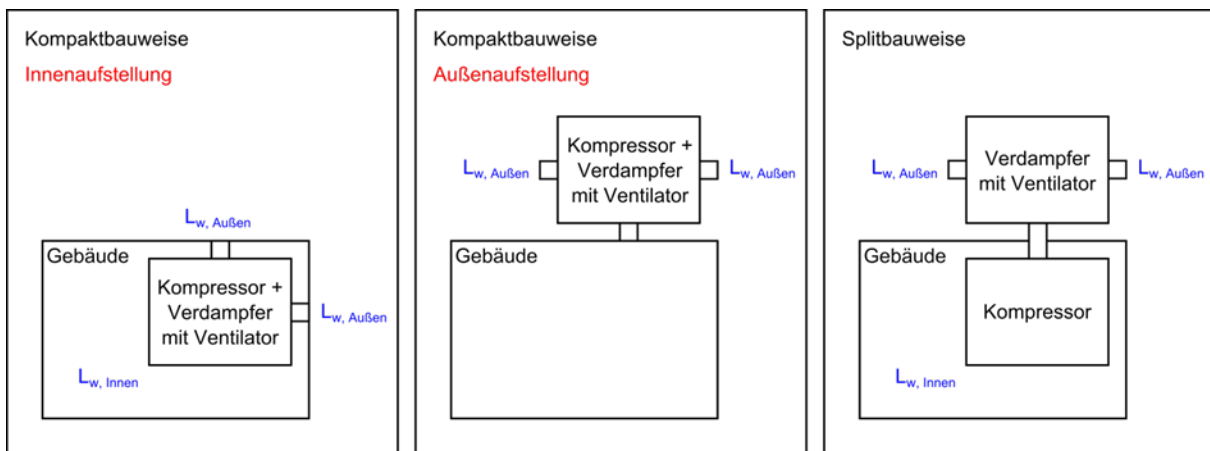 Kompaktbauweise
Innenaufstellung
Lw, Außen
Gebäude
Kompressor +
Verdampfer
mit Ventilator
Lw, Außen
Lw, Innen
Kompaktbauweise
Außenaufstellung
Kompressor +
Verdampfer
mit Ventilator
Lw, Außen
Lw, Außen
Gebäude
Splitbauweise
Verdampfer
mit Ventilator
Lw, Außen
Lw, Außen
Gebäude
Kompressor
Lw, Innen